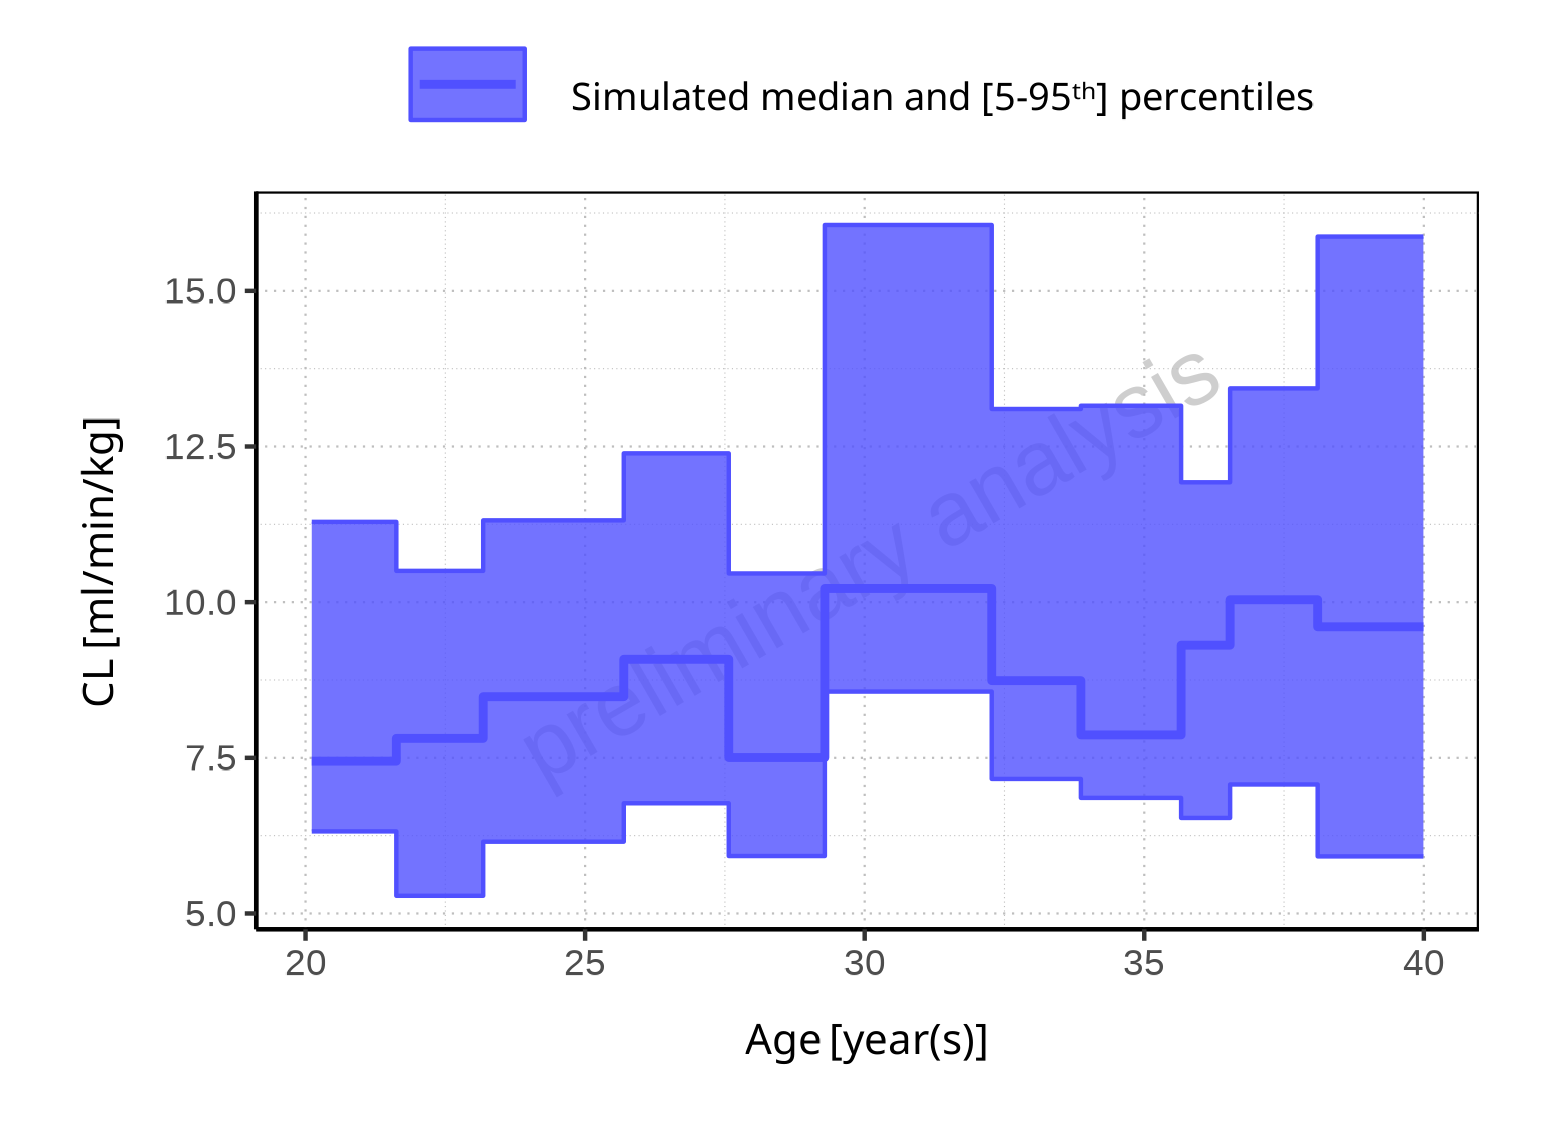 Simulated median and [5-95ᵗʰ] percentiles
15.0
12.5
10.0
7.5
5.0
CL [ml/min/kg]
preliminary analysis
20 25 30 35 40
Age [year(s)]